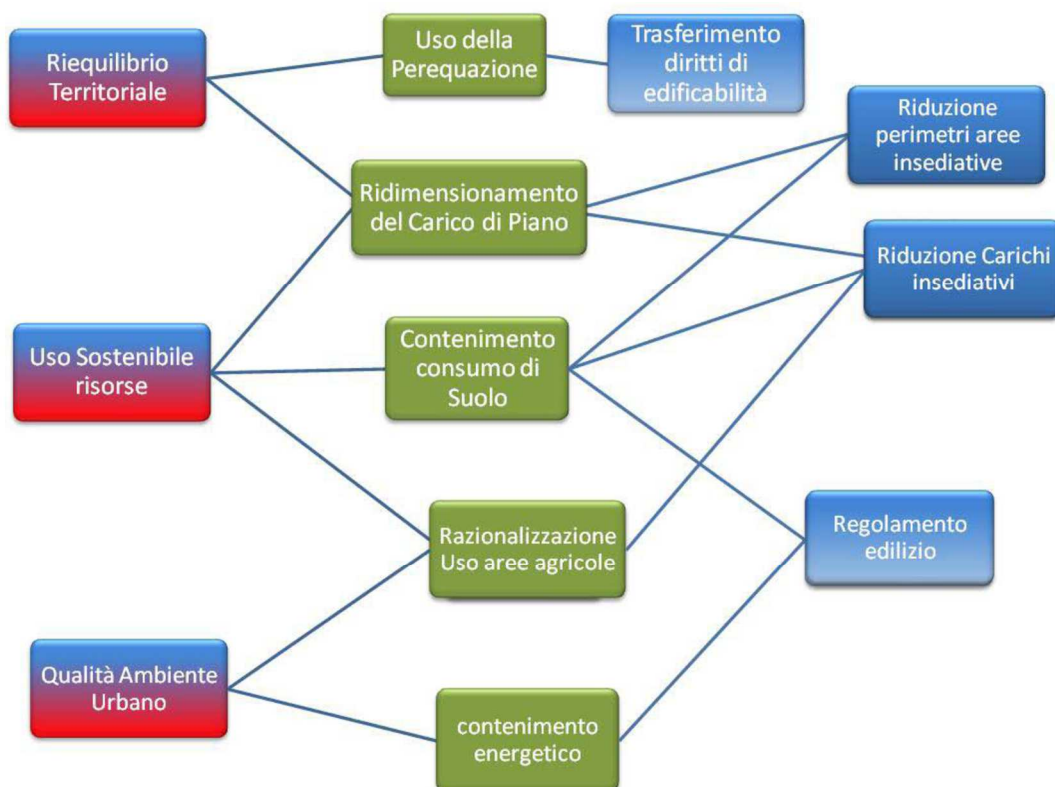 Riequilibrio
Territoriale
Uso della
Perequazione
Trasferimento
diritti di
edificabilità
Riduzione
perimetri aree
insediative
Ridimensionamento
del Carico di Piano
Riduzione Carichi
insediativi
Uso Sostenibile
risorse
Contenimento
consumo di
Suolo
Razionalizzazione
Uso aree agricole
Regolamento
edilizio
Qualità Ambiente
Urbano
contenimento
energetico